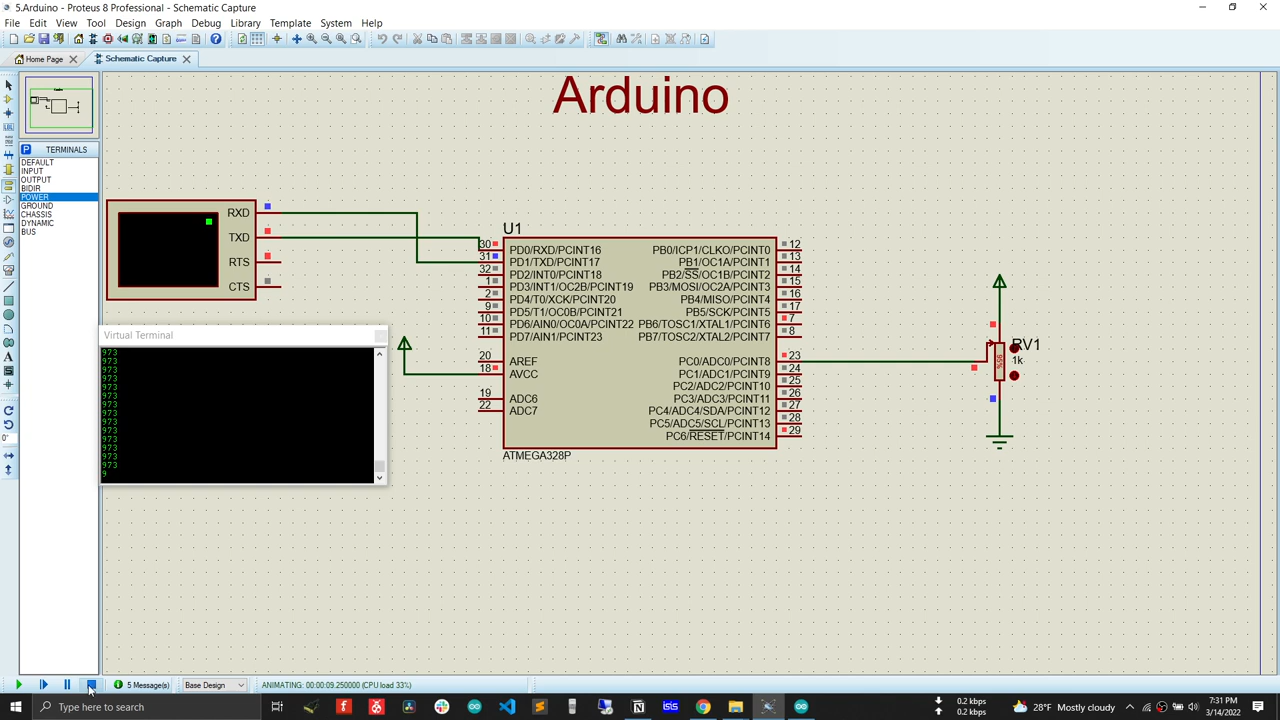 5.Arduino - Proteus 8 Professional - Schematic Capture
File Edit View Tool Design Graph Debug Library Template System Help
Home Page
Schematic Capture
Arduino
P TERMINALS
DEFAULT
INPUT
OUTPUT
BIDIR
POWER
GROUND
CHASSIS
DYNAMIC
BUS
RXD
TXD
RTS
CTS
U1
30 PD0/RXD/PCINT16
31 PD1/TXD/PCINT17
32 PD2/INT0/PCINT18
1 PD3/INT1/OC2B/PCINT19
2 PD4/T0/XCK/PCINT20
9 PD5/T1/OC0B/PCINT21
10 PD6/AIN0/OC0A/PCINT22
11 PD7/AIN1/PCINT23
20 AREF
18 AVCC
19 ADC6
22 ADC7
PB0/ICP1/CLKO/PCINT0 12
PB1/OC1A/PCINT1 13
PB2/SS/OC1B/PCINT2 14
PB3/MOSI/OC2A/PCINT3 15
PB4/MISO/PCINT4 16
PB5/SCK/PCINT5 17
PB6/TOSC1/XTAL1/PCINT6 7
PB7/TOSC2/XTAL2/PCINT7 8
PC0/ADC0/PCINT8 23
PC1/ADC1/PCINT9 24
PC2/ADC2/PCINT10 25
PC3/ADC3/PCINT11 26
PC4/ADC4/SDA/PCINT12 27
PC5/ADC5/SCL/PCINT13 28
PC6/RESET/PCINT14 29
ATMEGA328P
RV1
1k
Virtual Terminal
973
973
973
973
973
973
973
973
973
973
973
973
973
973
9
0°
5 Message(s)
Base Design
ANIMATING: 00:00:09.250000 (CPU load 33%)
Type here to search
0.2 kbps
0.2 kbps
28°F Mostly cloudy
7:31 PM
3/14/2022